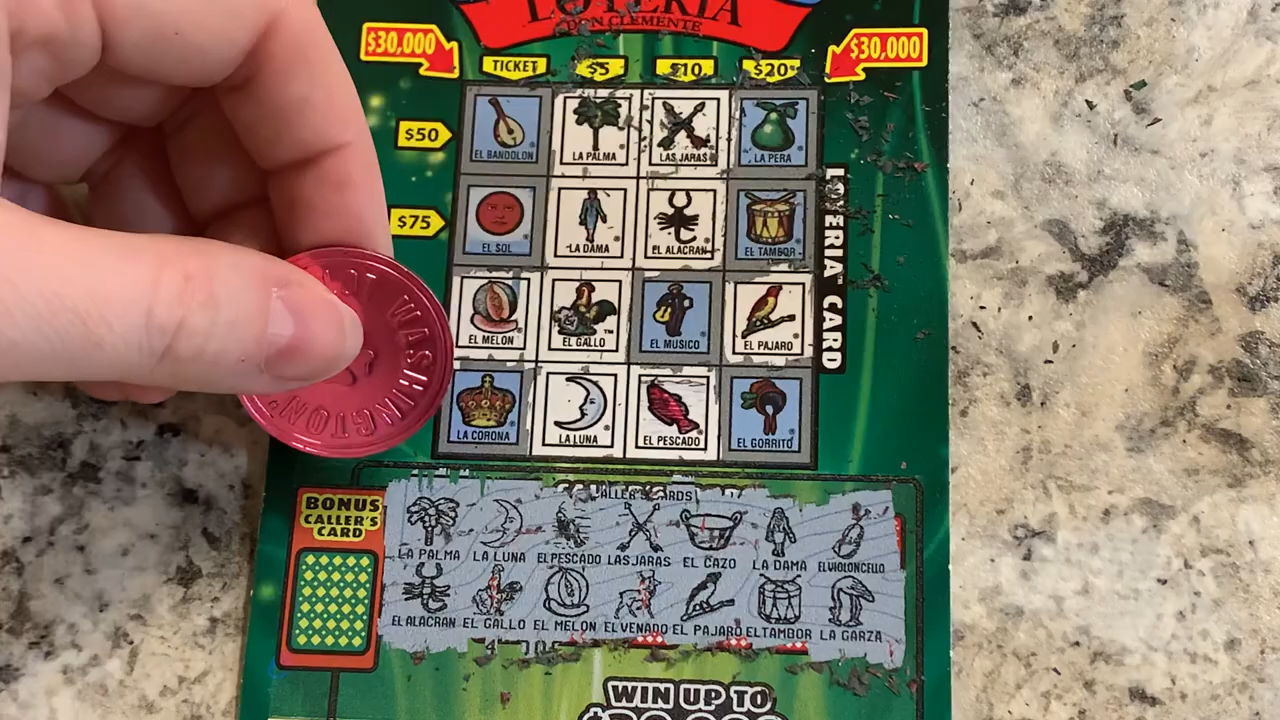 LOTERIA
DON CLEMENTE
$30,000
$30,000
TICKET $5 $10 $20
$50
EL BANDOLON LA PALMA LAS JARAS LA PERA
$75
EL SOL LA DAMA EL ALACRAN EL TAMBOR
EL MELON EL GALLO EL MUSICO EL PAJARO
LA CORONA LA LUNA EL PESCADO EL GORRITO
LOTERIA™ CARD
WASHINGTON
BONUS
CALLER'S
CARD
CALLER'S CARDS
LA PALMA LA LUNA EL PESCADO LAS JARAS EL CAZO LA DAMA EL VIOLONCELLO
EL ALACRAN EL GALLO EL MELON EL VENADO EL PAJARO EL TAMBOR LA GARZA
WIN UP TO